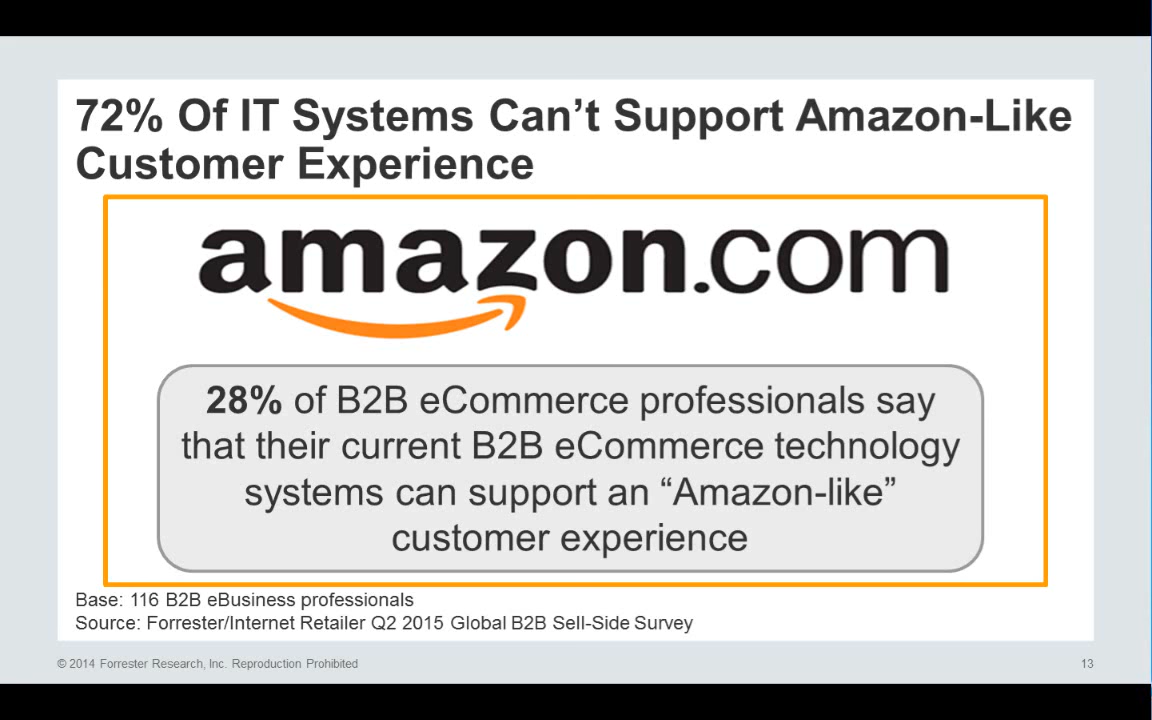 72% Of IT Systems Can’t Support Amazon-Like
Customer Experience
amazon.com
28% of B2B eCommerce professionals say
that their current B2B eCommerce technology
systems can support an “Amazon-like”
customer experience
Base: 116 B2B eBusiness professionals
Source: Forrester/Internet Retailer Q2 2015 Global B2B Sell-Side Survey
© 2014 Forrester Research, Inc. Reproduction Prohibited
13